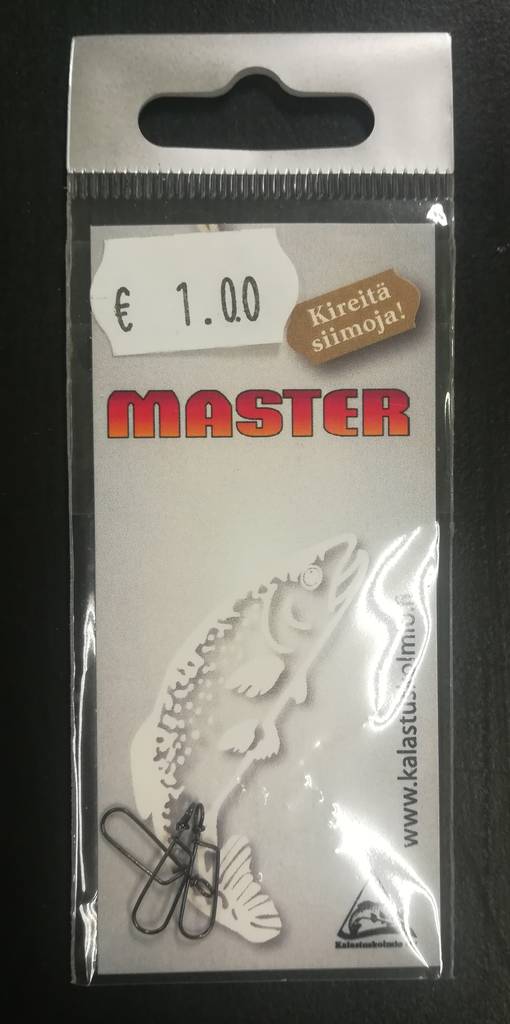 € 1.00
Kireitä
siimoja!
MASTER
www.kalastuskolmio.fi
Kalastuskolmio